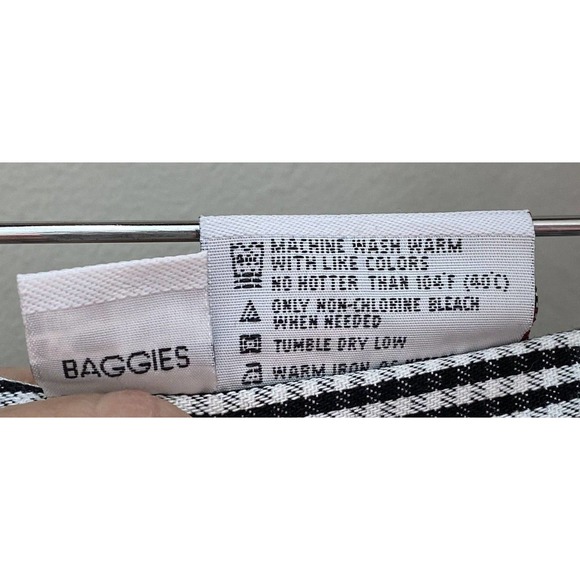 BAGGIES
MACHINE WASH WARM
WITH LIKE COLORS
NO HOTTER THAN 104°F (40°C)
ONLY NON-CHLORINE BLEACH
WHEN NEEDED
TUMBLE DRY LOW
WARM IRON